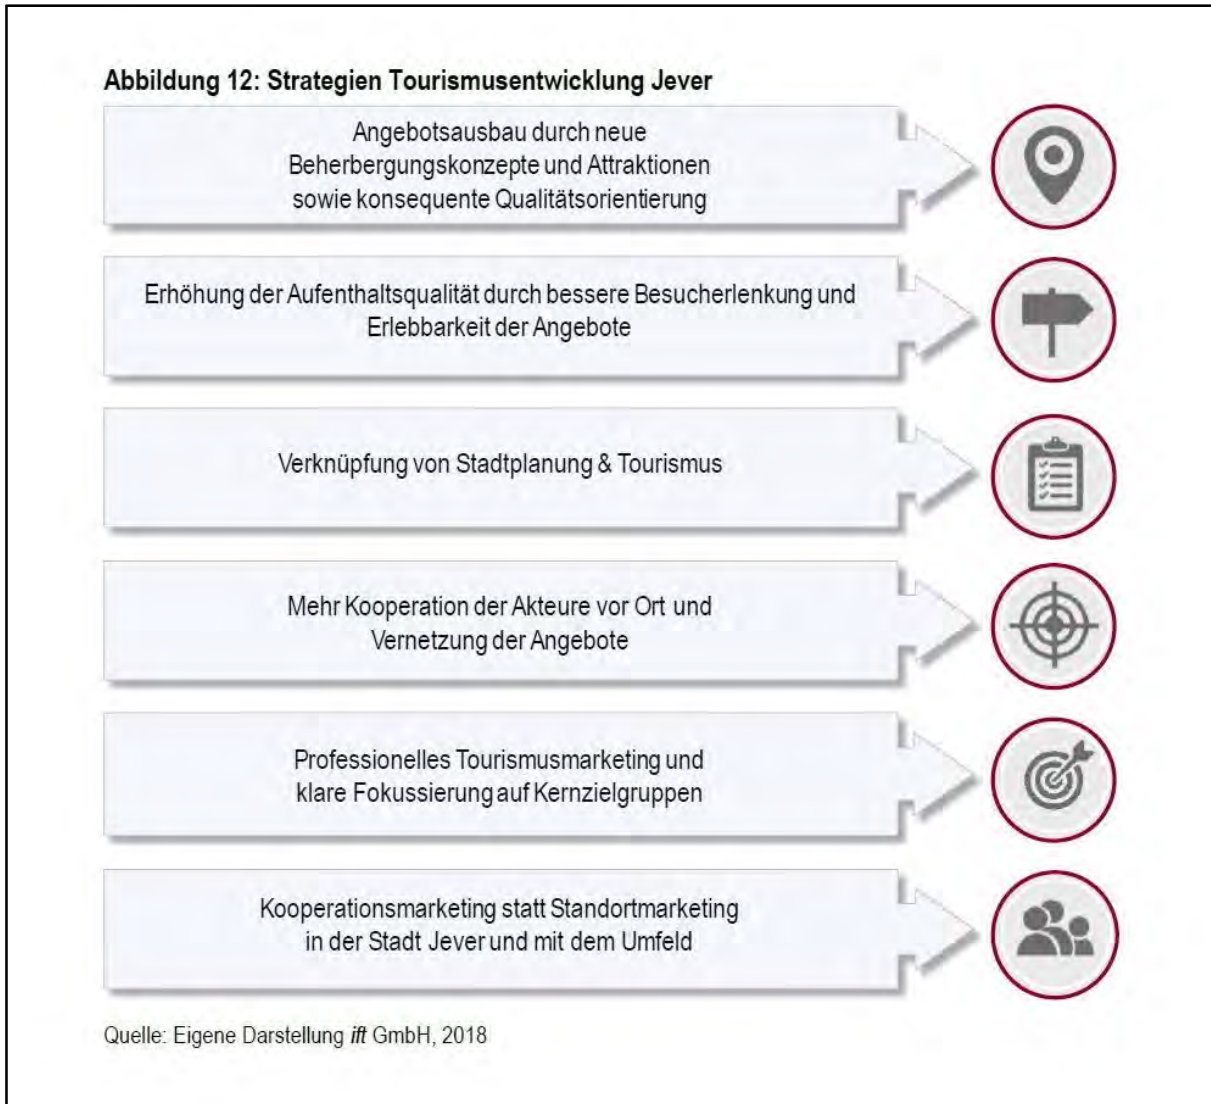 Abbildung 12: Strategien Tourismusentwicklung Jever
Angebotsausbau durch neue
Beherbergungskonzepte und Attraktionen
sowie konsequente Qualitätsorientierung
Erhöhung der Aufenthaltsqualität durch bessere Besucherlenkung und
Erlebbarkeit der Angebote
Verknüpfung von Stadtplanung & Tourismus
Mehr Kooperation der Akteure vor Ort und
Vernetzung der Angebote
Professionelles Tourismusmarketing und
klare Fokussierung auf Kernzielgruppen
Kooperationsmarketing statt Standortmarketing
in der Stadt Jever und mit dem Umfeld
Quelle: Eigene Darstellung ift GmbH, 2018